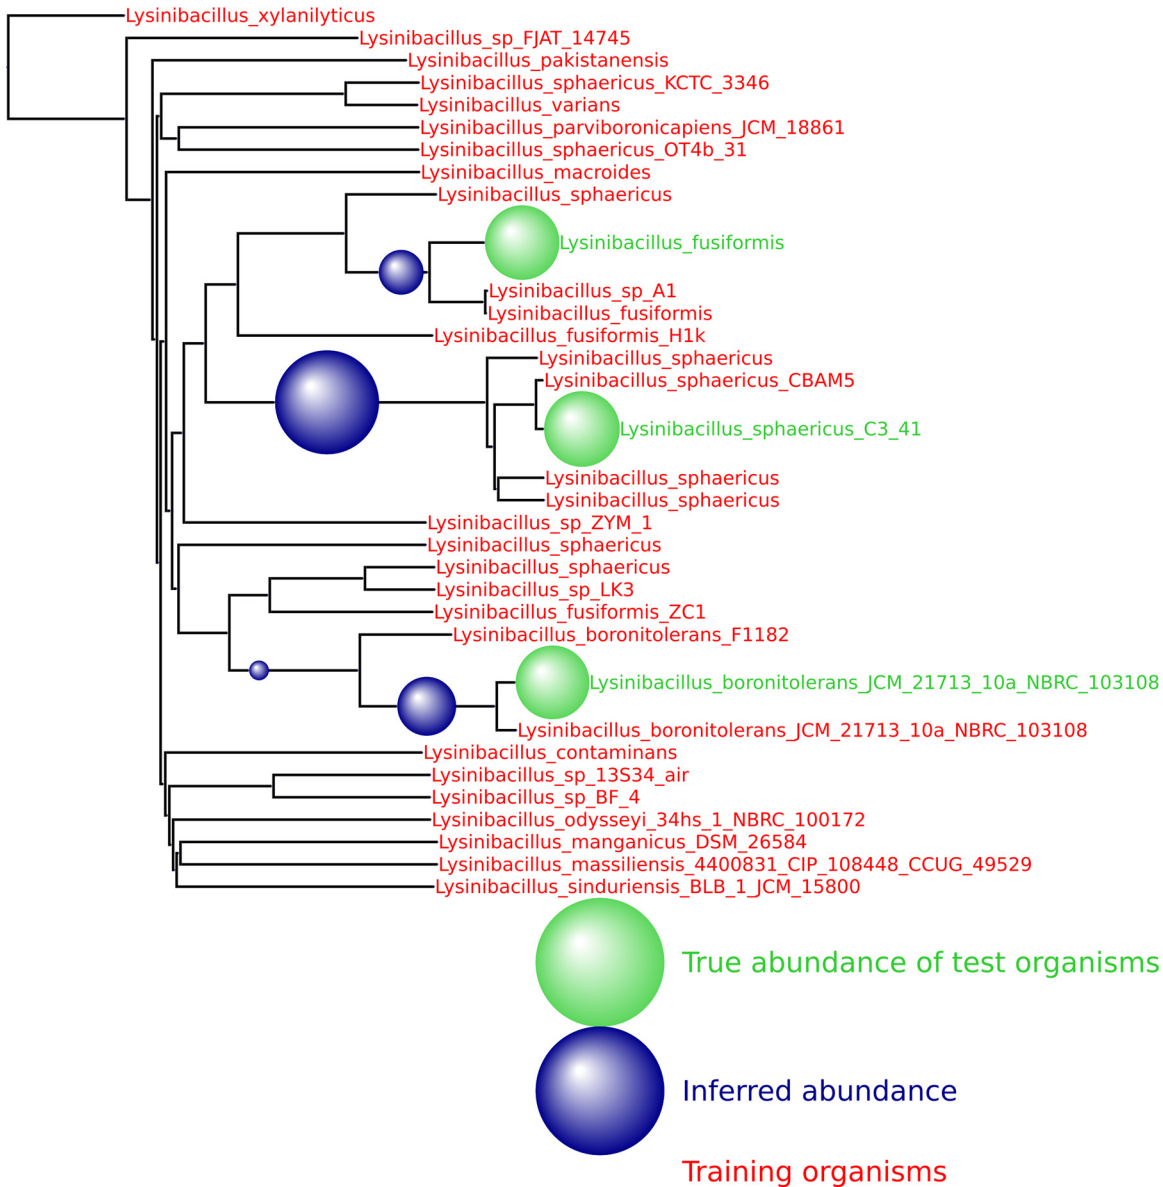 Lysinibacillus_xylanilyticus
Lysinibacillus_sp_FJAT_14745
Lysinibacillus_pakistanensis
Lysinibacillus_sphaericus_KCTC_3346
Lysinibacillus_varians
Lysinibacillus_parviboronicapiens_JCM_18861
Lysinibacillus_sphaericus_OT4b_31
Lysinibacillus_macroides
Lysinibacillus_sphaericus
Lysinibacillus_fusiformis
Lysinibacillus_sp_A1
Lysinibacillus_fusiformis
Lysinibacillus_fusiformis_H1k
Lysinibacillus_sphaericus
Lysinibacillus_sphaericus_CBAM5
Lysinibacillus_sphaericus_C3_41
Lysinibacillus_sphaericus
Lysinibacillus_sphaericus
Lysinibacillus_sp_ZYM_1
Lysinibacillus_sphaericus
Lysinibacillus_sphaericus
Lysinibacillus_sp_LK3
Lysinibacillus_fusiformis_ZC1
Lysinibacillus_boronitolerans_F1182
Lysinibacillus_boronitolerans_JCM_21713_10a_NBRC_103108
Lysinibacillus_boronitolerans_JCM_21713_10a_NBRC_103108
Lysinibacillus_contaminans
Lysinibacillus_sp_13S34_air
Lysinibacillus_sp_BF_4
Lysinibacillus_odysseyi_34hs_1_NBRC_100172
Lysinibacillus_manganicus_DSM_26584
Lysinibacillus_massiliensis_4400831_CIP_108448_CCUG_49529
Lysinibacillus_sinduriensis_BLB_1_JCM_15800
True abundance of test organisms
Inferred abundance
Training organisms